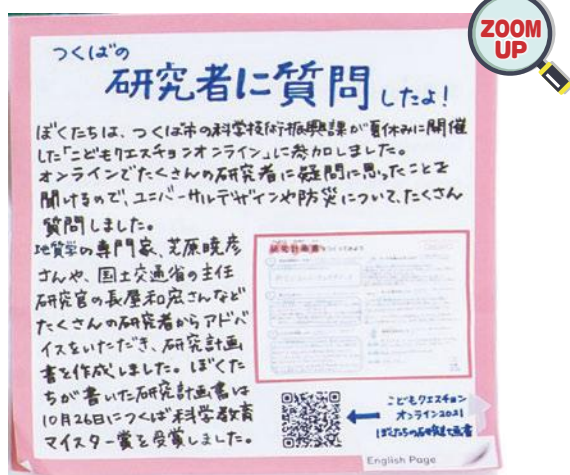 ZOOM
UP
つくばの
研究者に質問したよ!
ぼくたちは、つくば市の科学技術振興課が夏休みに開催
した「こどもクエスチョンオンライン」に参加しました。
オンラインでたくさんの研究者に疑問に思ったことを
聞けるので、ユニバーサルデザインや防災について、たくさん
質問しました。
地質学の専門家、芝原暁彦
さんや、国土交通省の主任
研究官の長屋和宏さんなど
たくさんの研究者からアドバ
イスをいただき、研究計画
書を作成しました。ぼくた
ちが書いた研究計画書は
10月26日につくば科学教育
マイスター賞を受賞しました。
研究計画書をつくってみよう
こどもクエスチョン
オンライン2021
ぼくたちの研究計画書
English Page